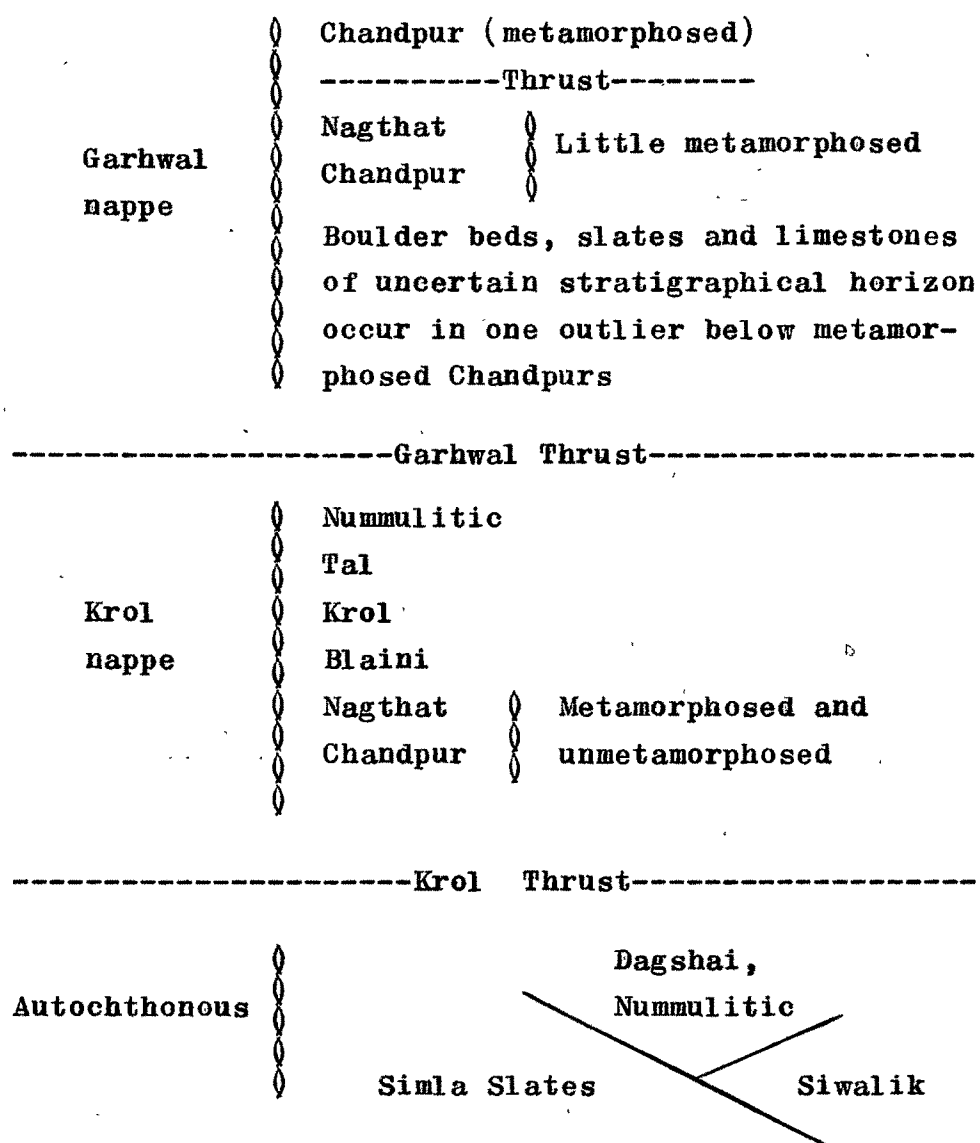 Chandpur (metamorphosed)
----------Thrust--------
Garhwal nappe
Nagthat
Chandpur
Little metamorphosed
Boulder beds, slates and limestones
of uncertain stratigraphical horizon
occur in one outlier below metamor-
phosed Chandpurs
---------------------Garhwal Thrust------------------
Krol nappe
Nummulitic
Tal
Krol
Blaini
Nagthat
Chandpur
Metamorphosed and
unmetamorphosed
----------------------Krol Thrust-------------------
Autochthonous
Dagshai,
Nummulitic
Simla Slates
Siwalik